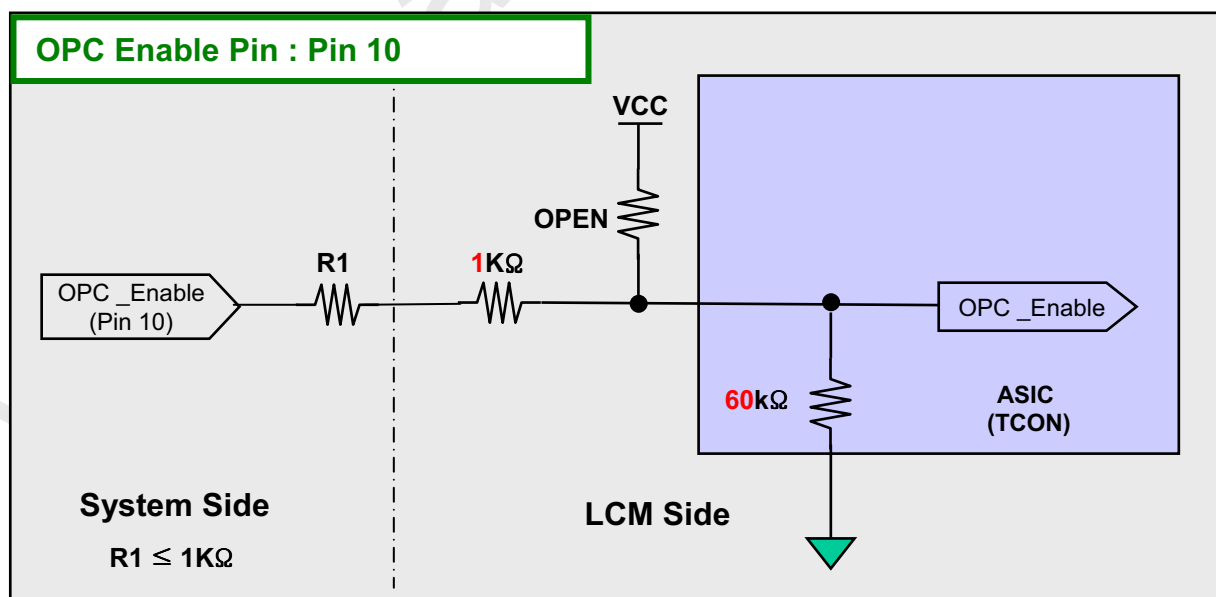 OPC Enable Pin : Pin 10
VCC
OPEN
R1
1KΩ
OPC _Enable
(Pin 10)
OPC _Enable
60kΩ
ASIC
(TCON)
System Side
LCM Side
R1 ≤ 1KΩ